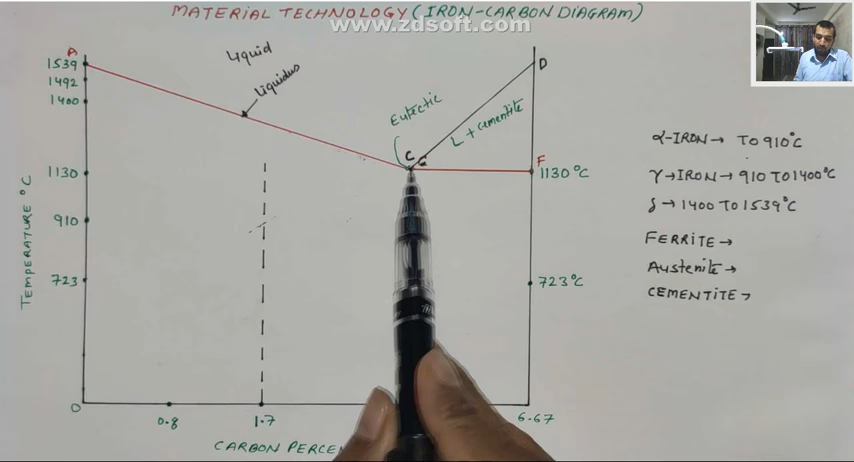 MATERIAL TECHNOLOGY (IRON-CARBON DIAGRAM)
www.zdsoft.com
A
1539
1492
1400
1130
910
723
0
TEMPERATURE °C
Liquid
liquidus
Eutectic
L + cementite
C
D
F
1130°C
723°C
0.8
1.7
6.67
CARBON PERCE
α-IRON → TO 910°C
γ → IRON → 910 TO 1400°C
δ → 1400 TO 1539°C
FERRITE →
Austenite →
CEMENTITE →